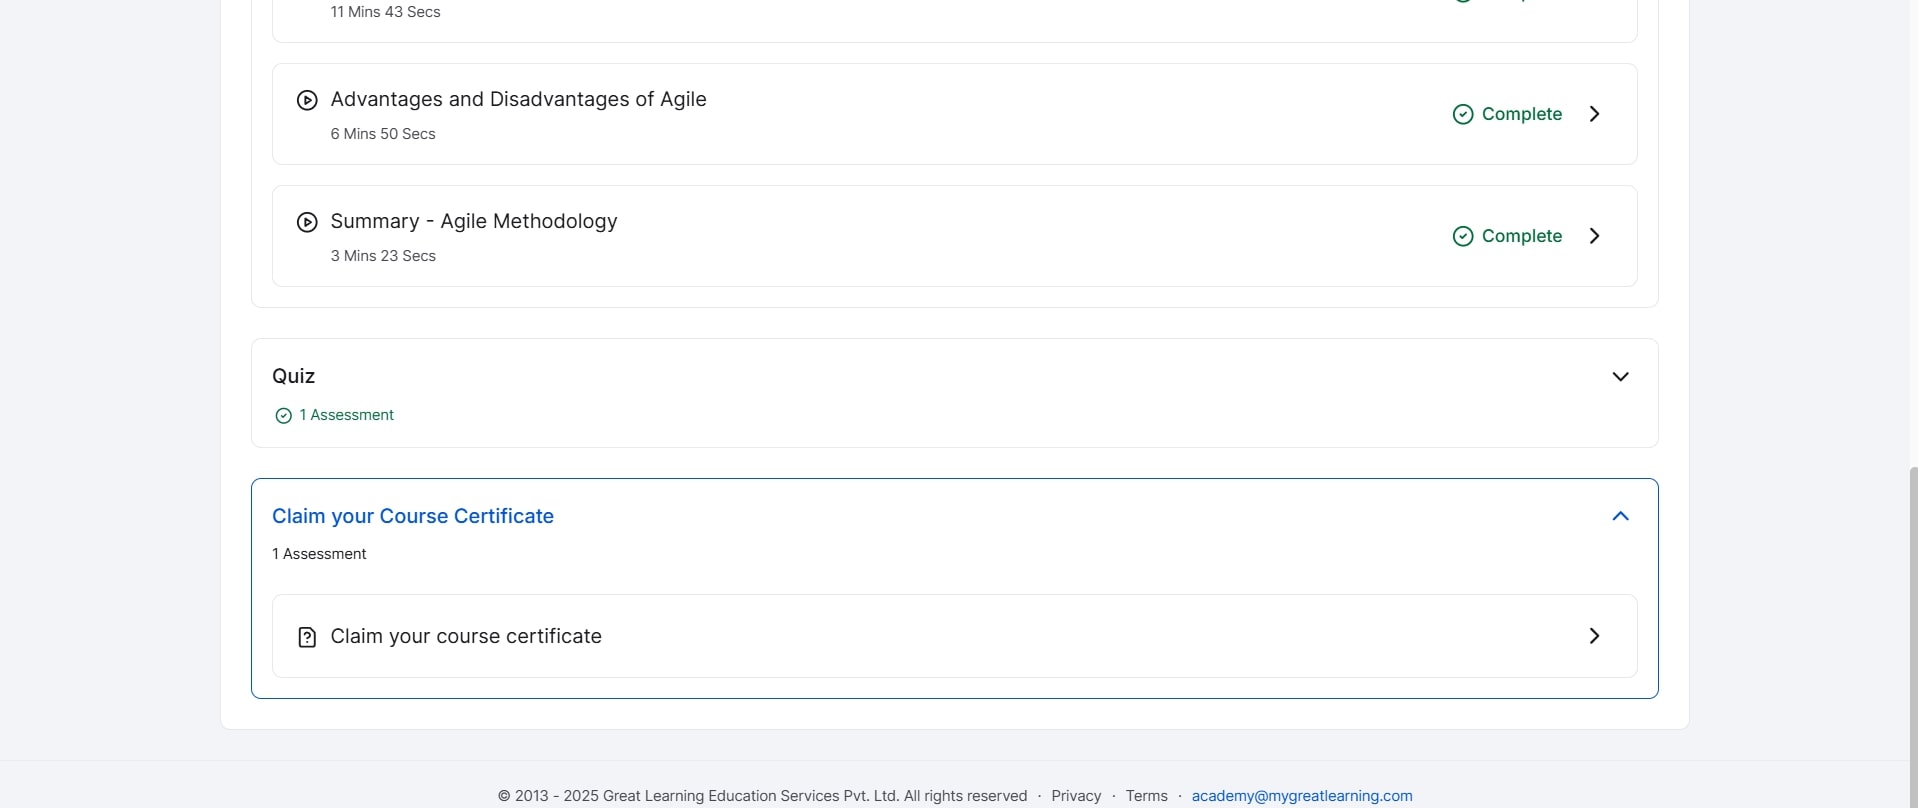 11 Mins 43 Secs
Advantages and Disadvantages of Agile
Complete
6 Mins 50 Secs
Summary - Agile Methodology
Complete
3 Mins 23 Secs
Quiz
1 Assessment
Claim your Course Certificate
1 Assessment
Claim your course certificate
© 2013 - 2025 Great Learning Education Services Pvt. Ltd. All rights reserved · Privacy · Terms · academy@mygreatlearning.com